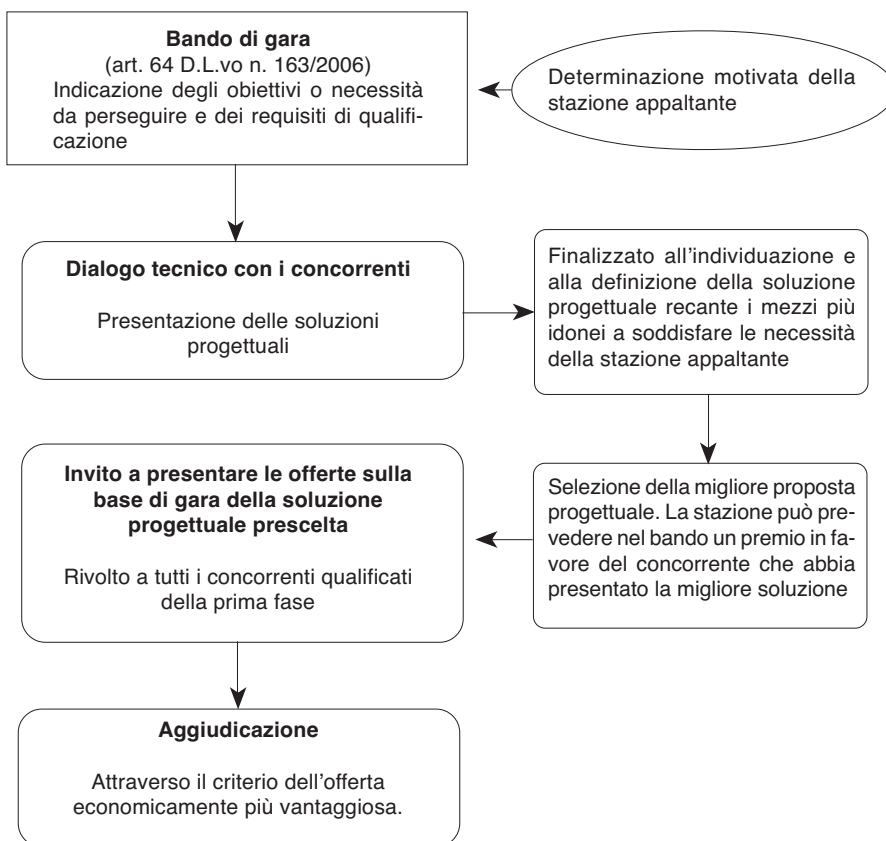 Bando di gara
(art. 64 D.L.vo n. 163/2006)
Indicazione degli obiettivi o necessità
da perseguire e dei requisiti di qualifi-
cazione
Determinazione motivata della
stazione appaltante
Dialogo tecnico con i concorrenti
Presentazione delle soluzioni
progettuali
Finalizzato all'individuazione e
alla definizione della soluzione
progettuale recante i mezzi più
idonei a soddisfare le necessità
della stazione appaltante
Selezione della migliore proposta
progettuale. La stazione può pre-
vedere nel bando un premio in fa-
vore del concorrente che abbia
presentato la migliore soluzione
Invito a presentare le offerte sulla
base di gara della soluzione
progettuale prescelta
Rivolto a tutti i concorrenti qualificati
della prima fase
Aggiudicazione
Attraverso il criterio dell'offerta
economicamente più vantaggiosa.